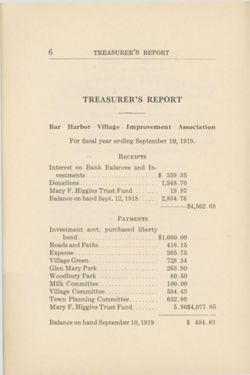 6 TREASURER'S REPORT
TREASURER'S REPORT
Bar Harbor Village Improvement Association
For fiscal year ending September 10, 1919.
RECEIPTS
Interest on Bank Balances and In-
vestments $ 359.35
Donations 1,548.70
Mary F. Higgins Trust Fund 19.87
Balance on hand Sept. 12, 1918 2,834.76
$4,562.68
PAYMENTS
Investment acct. purchased liberty
bond $1,000.00
Roads and Paths 416.15
Expense 265.75
Village Green 728.34
Glen Mary Park 263.90
Woodbury Park 80.50
Milk Committee 100.00
Village Committee 584.43
Town Planning Committee 632.98
Mary F. Higgins Trust Fund 5.80 $4,077.85
Balance on hand September 10, 1919 $ 484.83